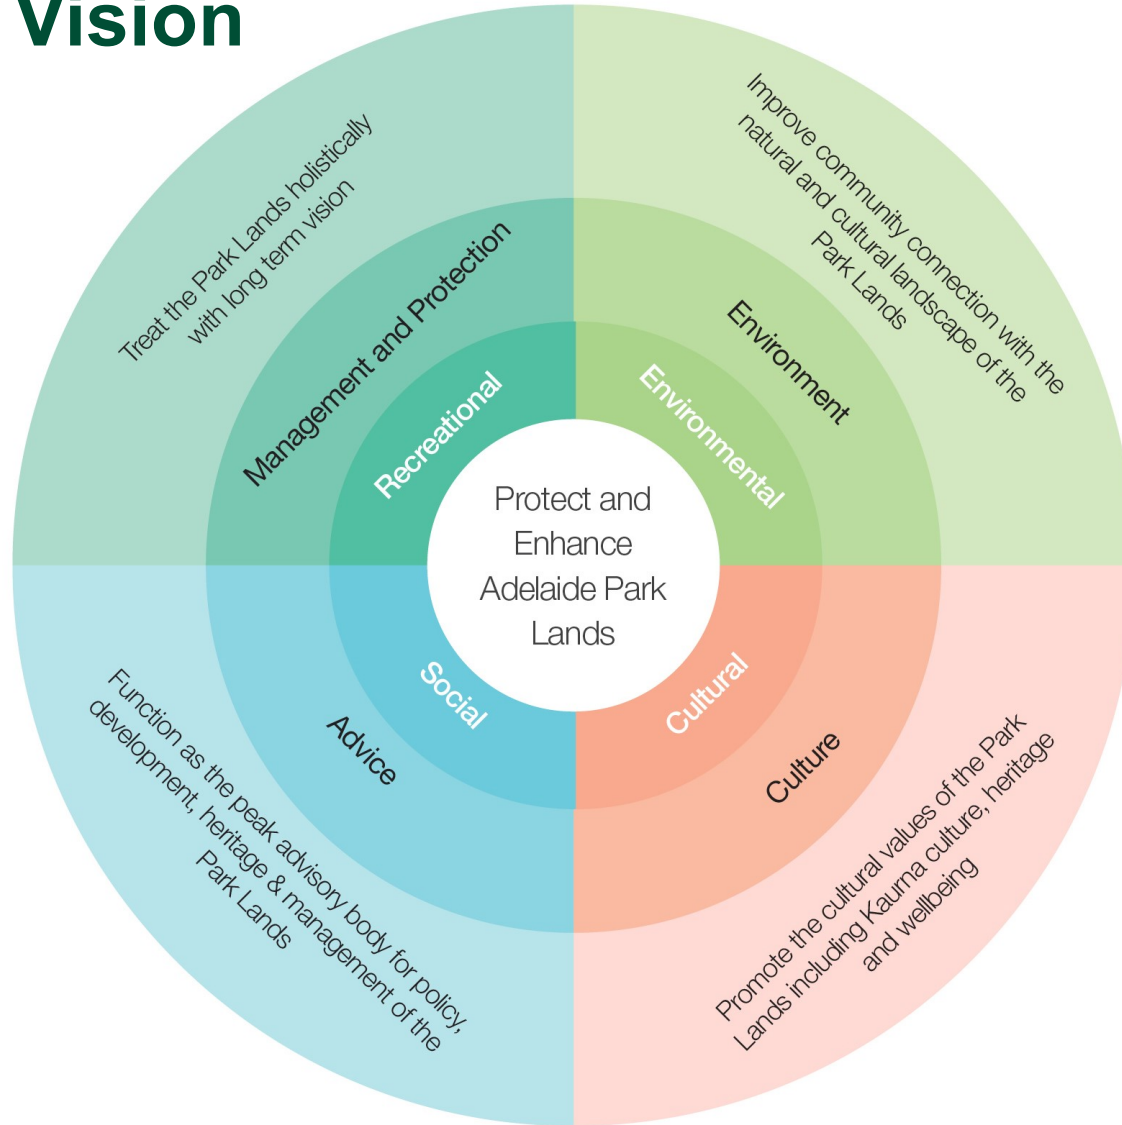 Vision
Treat the Park Lands holistically
with long term vision
Management and Protection
Recreational
Improve community connection with the
natural and cultural landscape of the
Park Lands
Environment
Environmental
Protect and
Enhance
Adelaide Park
Lands
Social
Advice
Function as the peak advisory body for policy,
development, heritage & management of the
Park Lands
Cultural
Culture
Promote the cultural values of the Park
Lands including Kaurna culture, heritage
and wellbeing